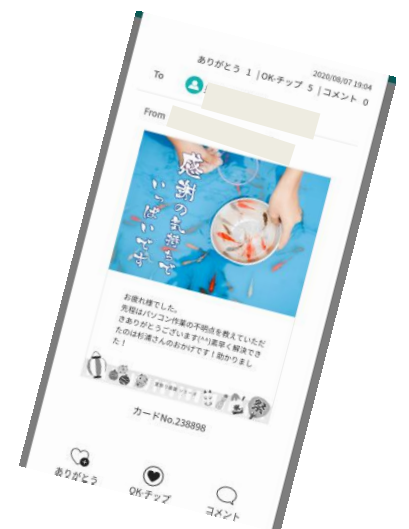 2020/08/07 19:04
ありがとう 1 |OK-チップ 5 |コメント 0
To
From
感謝の気持ちで
いっぱいです
お疲れ様でした。
先程はパソコン作業の不明点を教えていただ
きありがとうございます(^^)素早く解決でき
たのは杉浦さんのおかげです！助かりまし
た！
カードNo.238898
ありがとう
OK-チップ
コメント